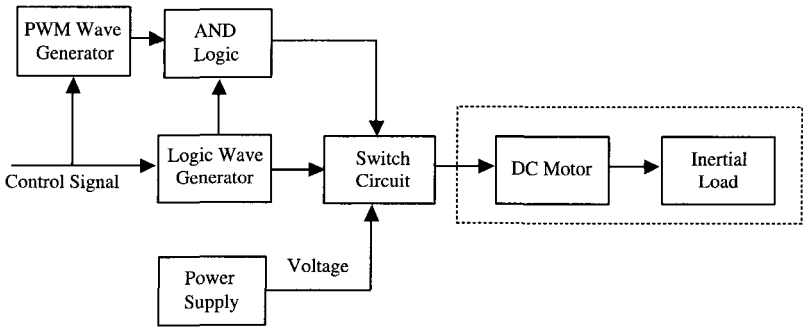 PWM Wave
Generator
AND
Logic
Control Signal
Logic Wave
Generator
Switch
Circuit
DC Motor
Inertial
Load
Voltage
Power
Supply